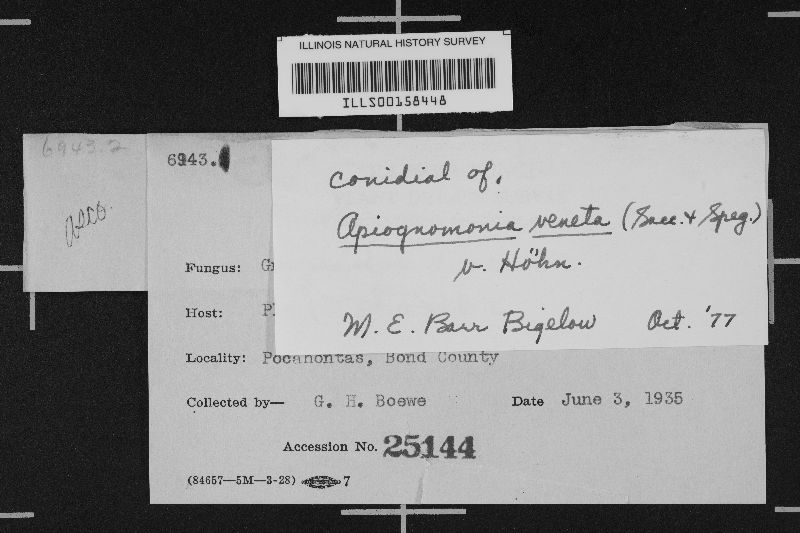 ILLINOIS NATURAL HISTORY SURVEY
ILLS00158448
6943.2
6943.
Asco.
conidial of.
Apiognomonia veneta (Sacc. & Speg.)
v. Höhn.
M. E. Barr Bigelow Oct. '77
Fungus:
Host:
Locality: Pocahontas, Bond County
Collected by— G. H. Boewe Date June 3, 1935
Accession No. 25144
(84657—5M—3-28) 7